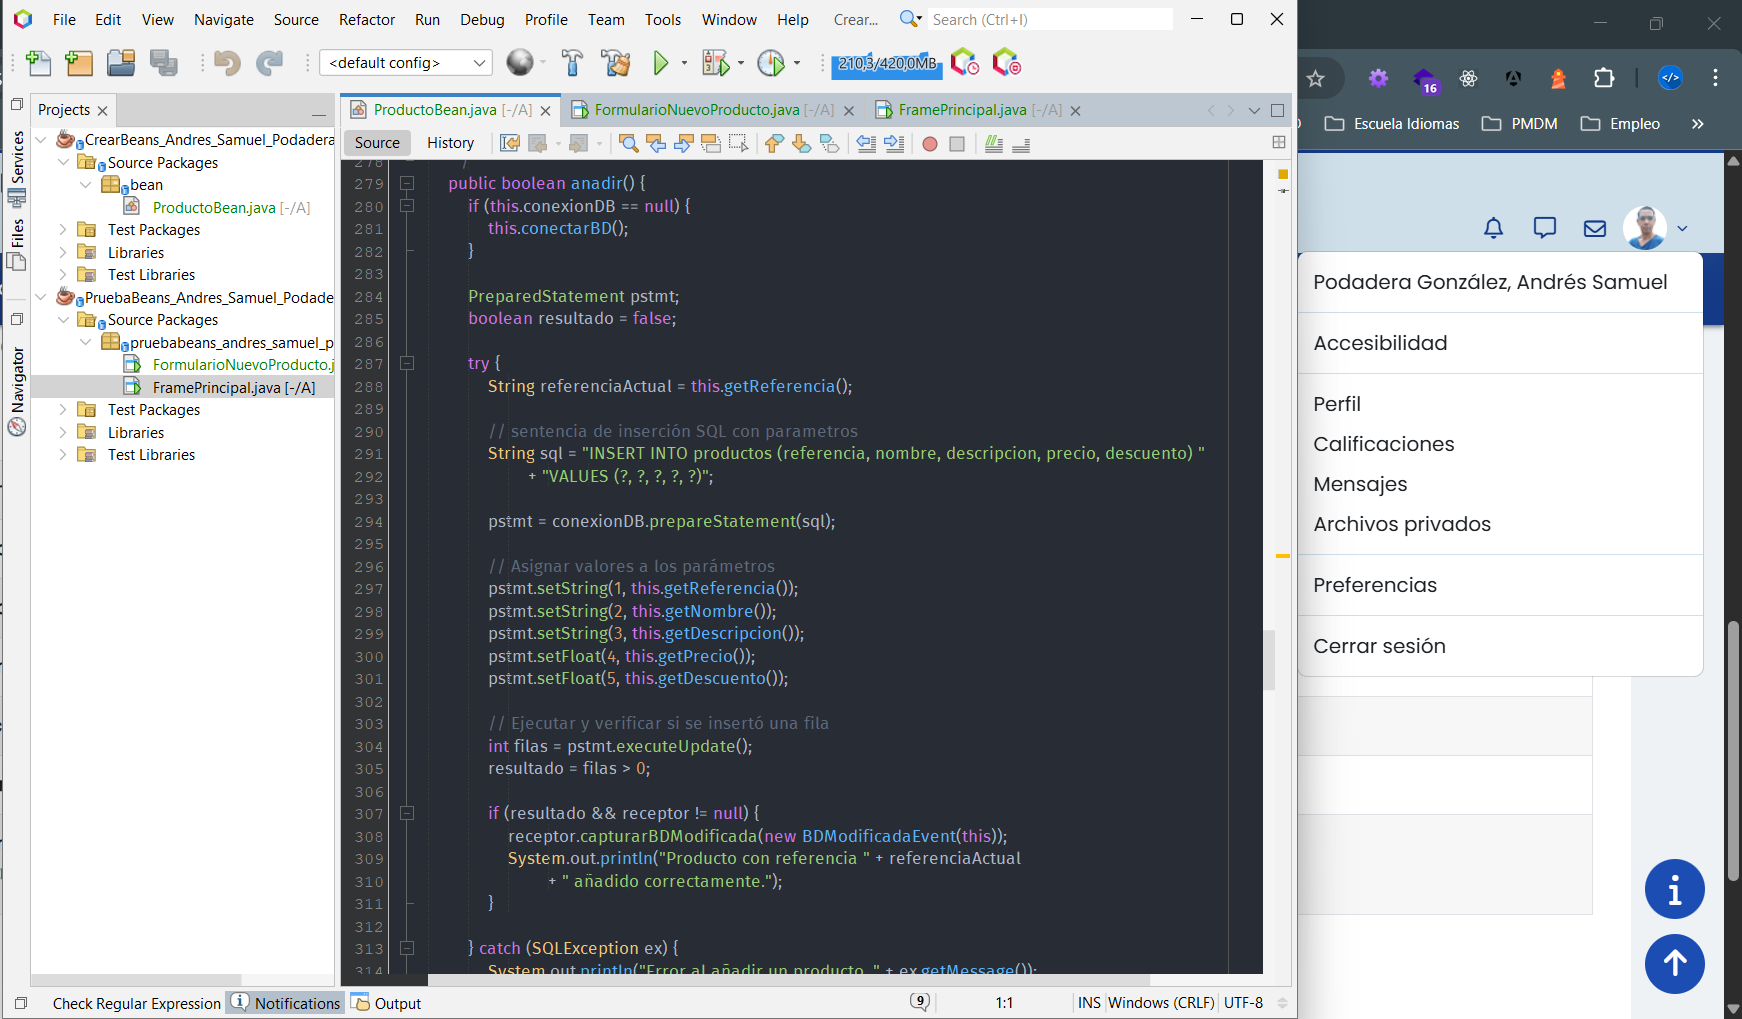 File Edit View Navigate Source Refactor Run Debug Profile Team Tools Window Help Crear... Search (Ctrl+I)
<default config> 210,3/420,0MB
Projects
Services
Files
Navigator
CrearBeans_Andres_Samuel_Podadera
Source Packages
bean
ProductoBean.java [-/A]
Test Packages
Libraries
Test Libraries
PruebaBeans_Andres_Samuel_Podade
Source Packages
pruebabeans_andres_samuel_p
FormularioNuevoProducto.j
FramePrincipal.java [-/A]
Test Packages
Libraries
Test Libraries
ProductoBean.java [-/A] FormularioNuevoProducto.java [-/A] FramePrincipal.java [-/A]
Source History
278
279 public boolean anadir() {
280 if (this.conexionDB == null) {
281 this.conectarBD();
282 }
283
284 PreparedStatement pstmt;
285 boolean resultado = false;
286
287 try {
288 String referenciaActual = this.getReferencia();
289
290 // sentencia de inserción SQL con parametros
291 String sql = "INSERT INTO productos (referencia, nombre, descripcion, precio, descuento) "
292 + "VALUES (?, ?, ?, ?, ?)";
293
294 pstmt = conexionDB.prepareStatement(sql);
295
296 // Asignar valores a los parámetros
297 pstmt.setString(1, this.getReferencia());
298 pstmt.setString(2, this.getNombre());
299 pstmt.setString(3, this.getDescripcion());
300 pstmt.setFloat(4, this.getPrecio());
301 pstmt.setFloat(5, this.getDescuento());
302
303 // Ejecutar y verificar si se insertó una fila
304 int filas = pstmt.executeUpdate();
305 resultado = filas > 0;
306
307 if (resultado && receptor != null) {
308 receptor.capturarBDModificada(new BDModificadaEvent(this));
309 System.out.println("Producto con referencia " + referenciaActual
310 + " añadido correctamente.");
311 }
312
313 } catch (SQLException ex) {
314 System.out.println("Error al añadir un producto. " + ex.getMessage());
Check Regular Expression Notifications Output 9 1:1 INS Windows (CRLF) UTF-8
16
Escuela Idiomas PMDM Empleo »
Podadera González, Andrés Samuel
Accesibilidad
Perfil
Calificaciones
Mensajes
Archivos privados
Preferencias
Cerrar sesión